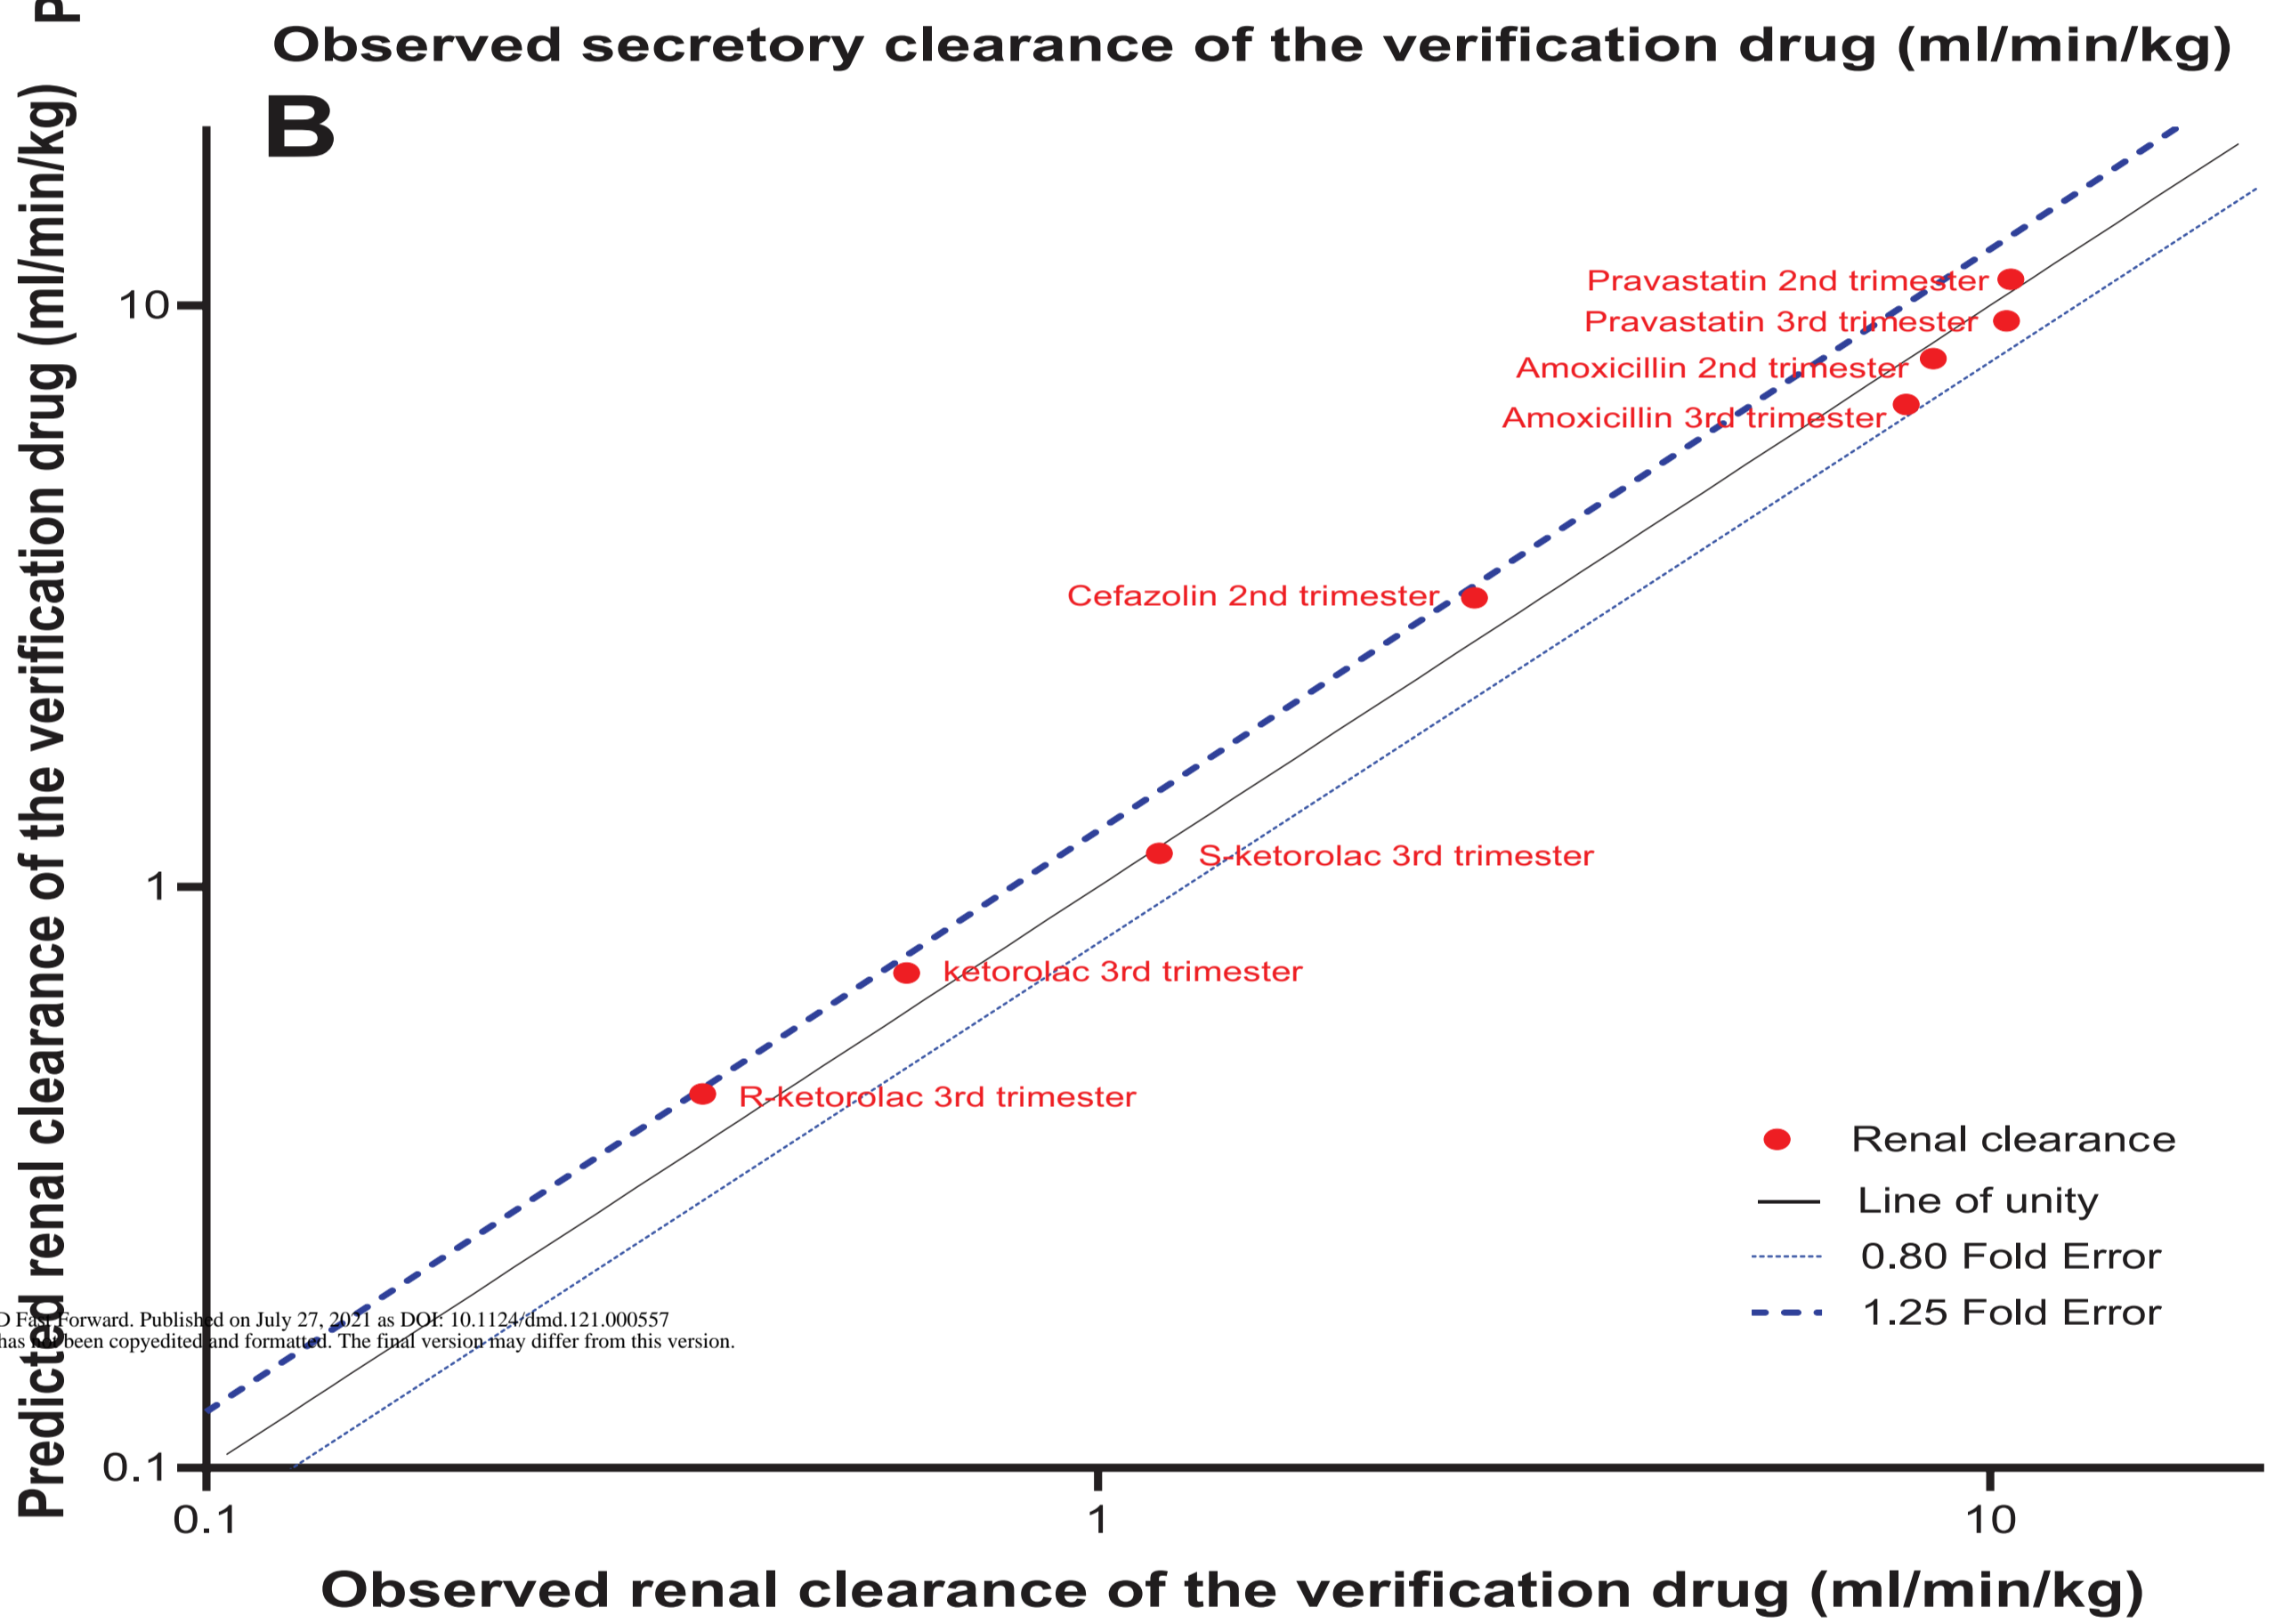 Observed secretory clearance of the verification drug (ml/min/kg)
B
P
Predicted renal clearance of the verification drug (ml/min/kg)
10
1
0.1
Pravastatin 2nd trimester
Pravastatin 3rd trimester
Amoxicillin 2nd trimester
Amoxicillin 3rd trimester
Cefazolin 2nd trimester
S-ketorolac 3rd trimester
ketorolac 3rd trimester
R-ketorolac 3rd trimester
Renal clearance
Line of unity
0.80 Fold Error
1.25 Fold Error
D Fast Forward. Published on July 27, 2021 as DOI: 10.1124/dmd.121.000557
has not been copyedited and formatted. The final version may differ from this version.
0.1
1
10
Observed renal clearance of the verification drug (ml/min/kg)